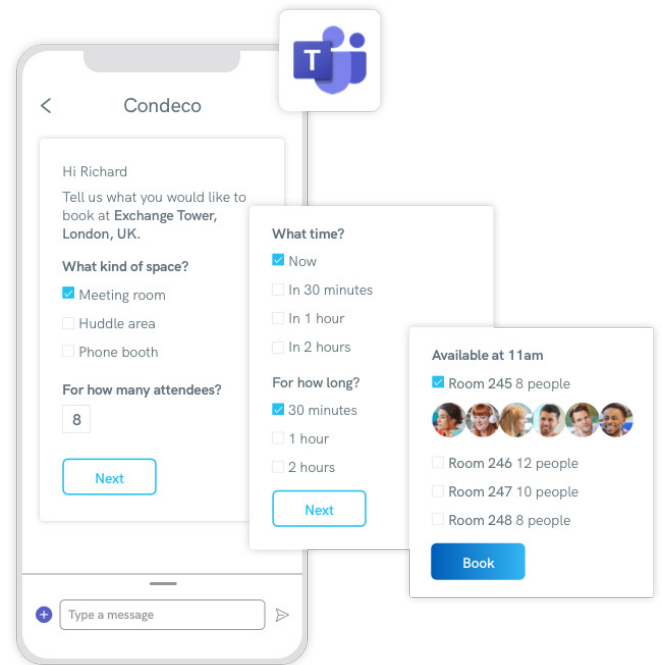 T
Condeco
Hi Richard
Tell us what you would like to
book at Exchange Tower,
London, UK.
What kind of space?
Meeting room
Huddle area
Phone booth
For how many attendees?
8
Next
Type a message
What time?
Now
In 30 minutes
In 1 hour
In 2 hours
For how long?
30 minutes
1 hour
2 hours
Next
Available at 11am
Room 245 8 people
Room 246 12 people
Room 247 10 people
Room 248 8 people
Book